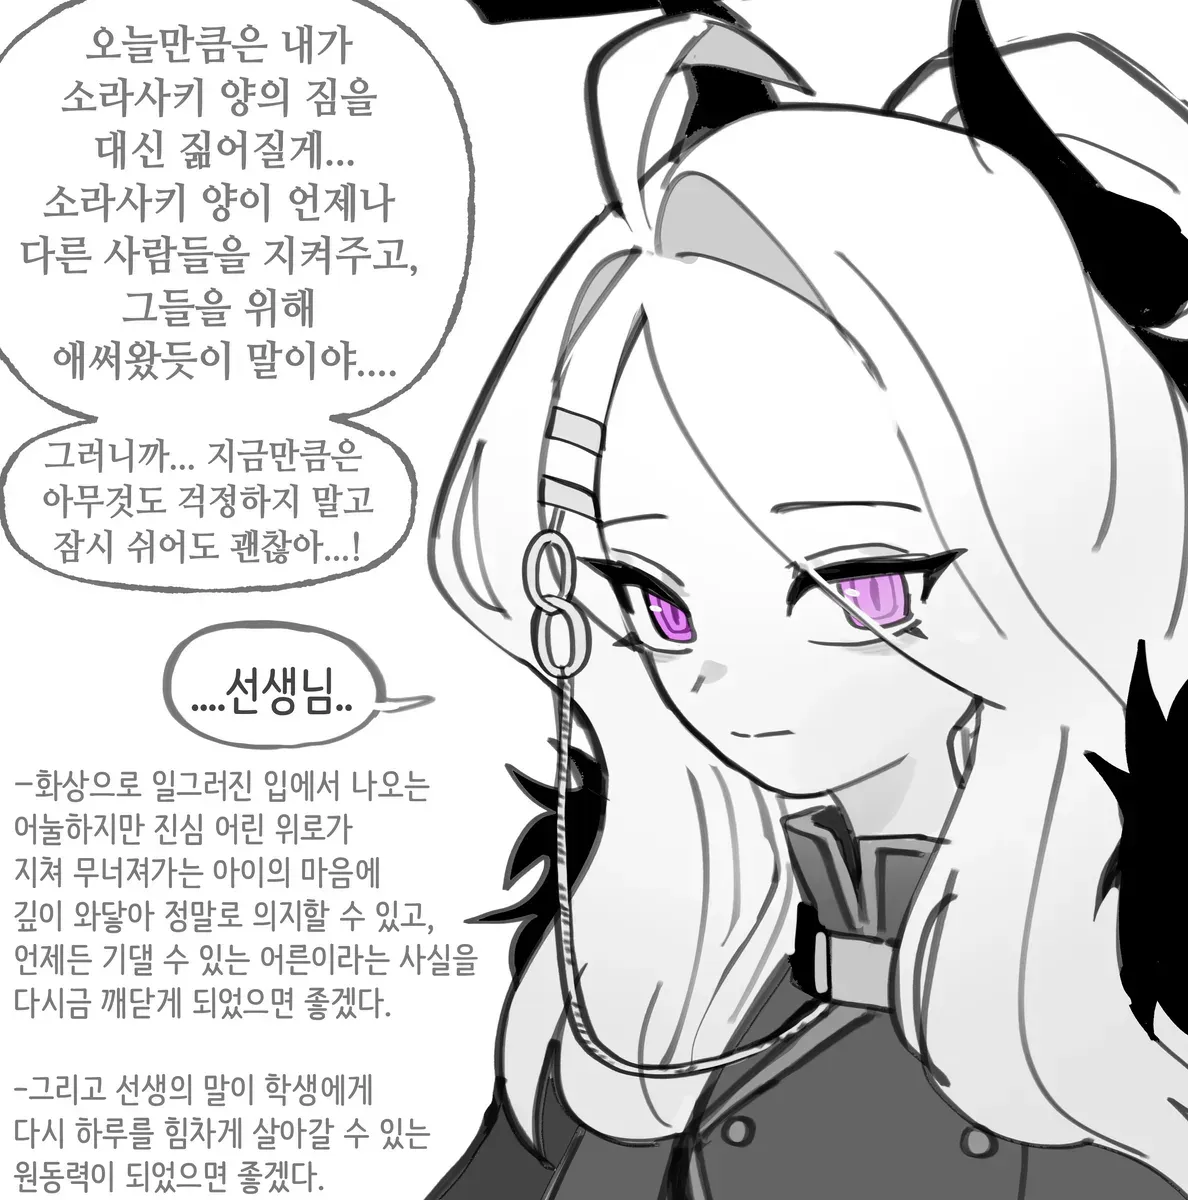 오늘만큼은 내가
소라사키 양의 짐을
대신 짊어질게...
소라사키 양이 언제나
다른 사람들을 지켜주고,
그들을 위해
애써왔듯이 말이야....
그러니까... 지금만큼은
아무것도 걱정하지 말고
잠시 쉬어도 괜찮아...!
....선생님..
-화상으로 일그러진 입에서 나오는
어눌하지만 진심 어린 위로가
지쳐 무너져가는 아이의 마음에
깊이 와닿아 정말로 의지할 수 있고,
언제든 기댈 수 있는 어른이라는 사실을
다시금 깨닫게 되었으면 좋겠다.
-그리고 선생의 말이 학생에게
다시 하루를 힘차게 살아갈 수 있는
원동력이 되었으면 좋겠다.